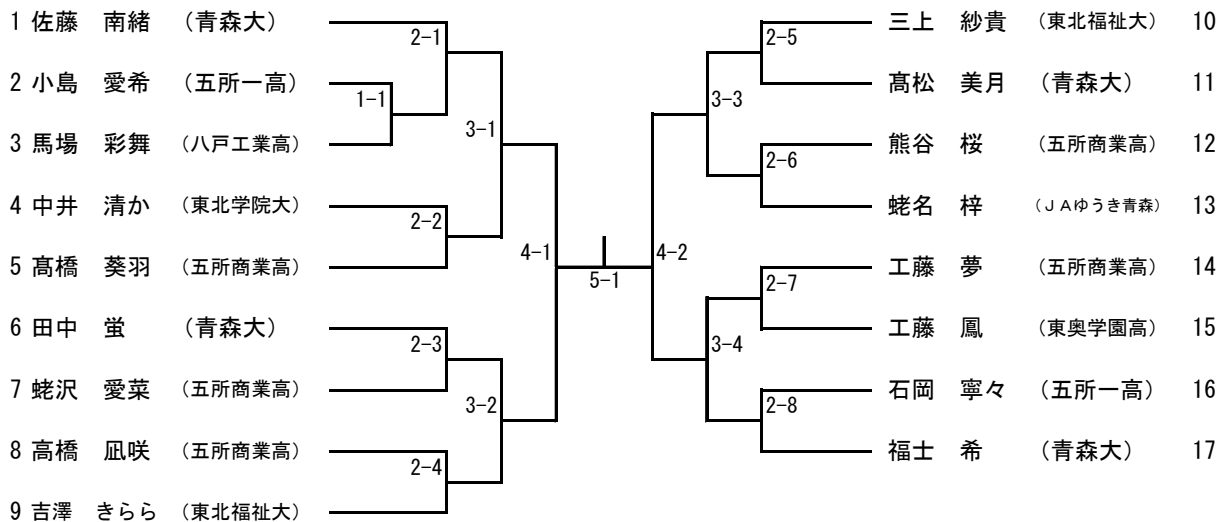 1 佐藤 南緒 (青森大)
2 小島 愛希 (五所一高)
3 馬場 彩舞 (八戸工業高)
4 中井 清か (東北学院大)
5 髙橋 葵羽 (五所商業高)
6 田中 蛍 (青森大)
7 蛯沢 愛菜 (五所商業高)
8 高橋 凪咲 (五所商業高)
9 吉澤 きらら (東北福祉大)
2-1
1-1
3-1
2-2
4-1
2-3
3-2
2-4
5-1
2-5
3-3
2-6
4-2
2-7
3-4
2-8
三上 紗貴 (東北福祉大) 10
髙松 美月 (青森大) 11
熊谷 桜 (五所商業高) 12
蛯名 梓 (ＪＡゆうき青森) 13
工藤 夢 (五所商業高) 14
工藤 鳳 (東奥学園高) 15
石岡 寧々 (五所一高) 16
福士 希 (青森大) 17